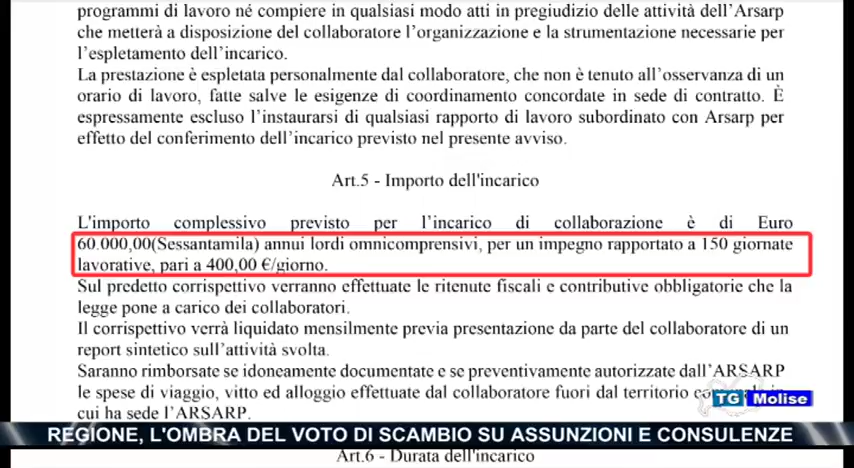 programmi di lavoro né compiere in qualsiasi modo atti in pregiudizio delle attività dell'Arsarp
che metterà a disposizione del collaboratore l'organizzazione e la strumentazione necessarie per
l'espletamento dell'incarico.
La prestazione è espletata personalmente dal collaboratore, che non è tenuto all'osservanza di un
orario di lavoro, fatte salve le esigenze di coordinamento concordate in sede di contratto. È
espressamente escluso l'instaurarsi di qualsiasi rapporto di lavoro subordinato con Arsarp per
effetto del conferimento dell'incarico previsto nel presente avviso.
Art.5 - Importo dell'incarico
L'importo complessivo previsto per l'incarico di collaborazione è di Euro
60.000,00(Sessantamila) annui lordi omnicomprensivi, per un impegno rapportato a 150 giornate
lavorative, pari a 400,00 €/giorno.
Sul predetto corrispettivo verranno effettuate le ritenute fiscali e contributive obbligatorie che la
legge pone a carico dei collaboratori.
Il corrispettivo verrà liquidato mensilmente previa presentazione da parte del collaboratore di un
report sintetico sull'attività svolta.
Saranno rimborsate se idoneamente documentate e se preventivamente autorizzate dall'ARSARP
le spese di viaggio, vitto ed alloggio effettuate dal collaboratore fuori dal territorio in
cui ha sede l'ARSARP.
TG Molise
REGIONE, L'OMBRA DEL VOTO DI SCAMBIO SU ASSUNZIONI E CONSULENZE
Art.6 - Durata dell'incarico